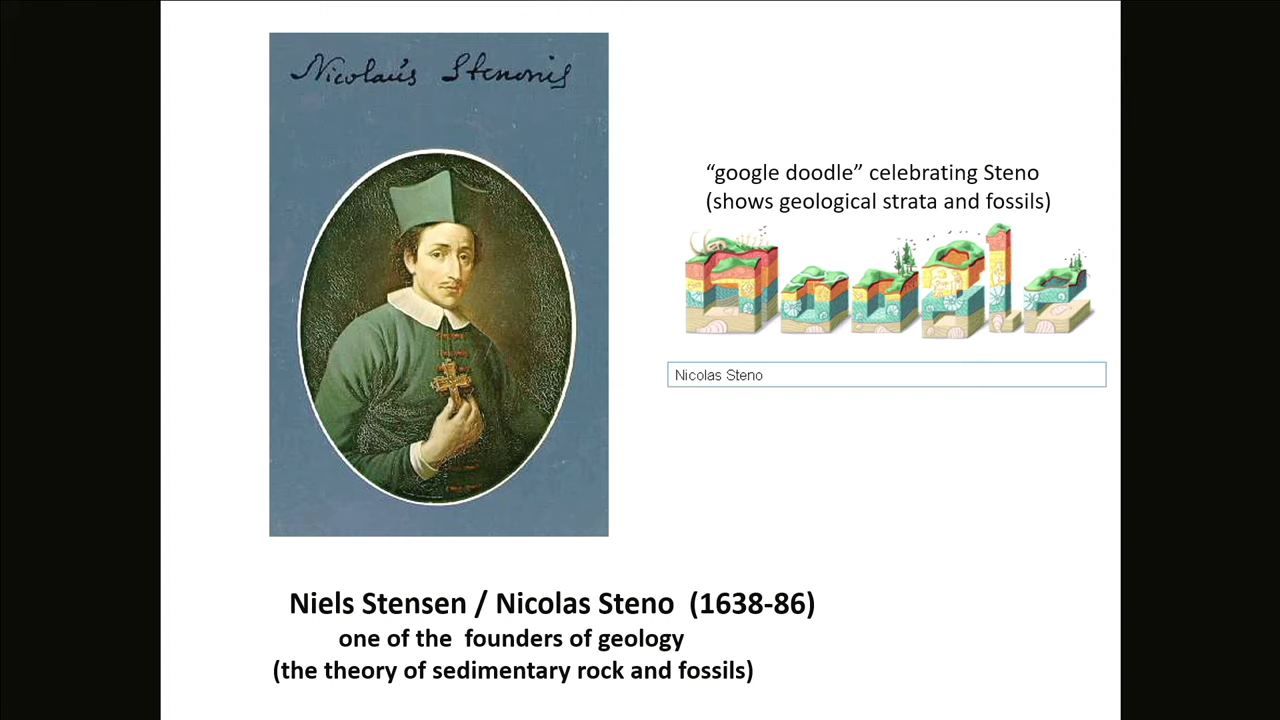 Nicolaus Stenonis
“google doodle” celebrating Steno
(shows geological strata and fossils)
Google
Nicolas Steno
Niels Stensen / Nicolas Steno (1638-86)
one of the founders of geology
(the theory of sedimentary rock and fossils)